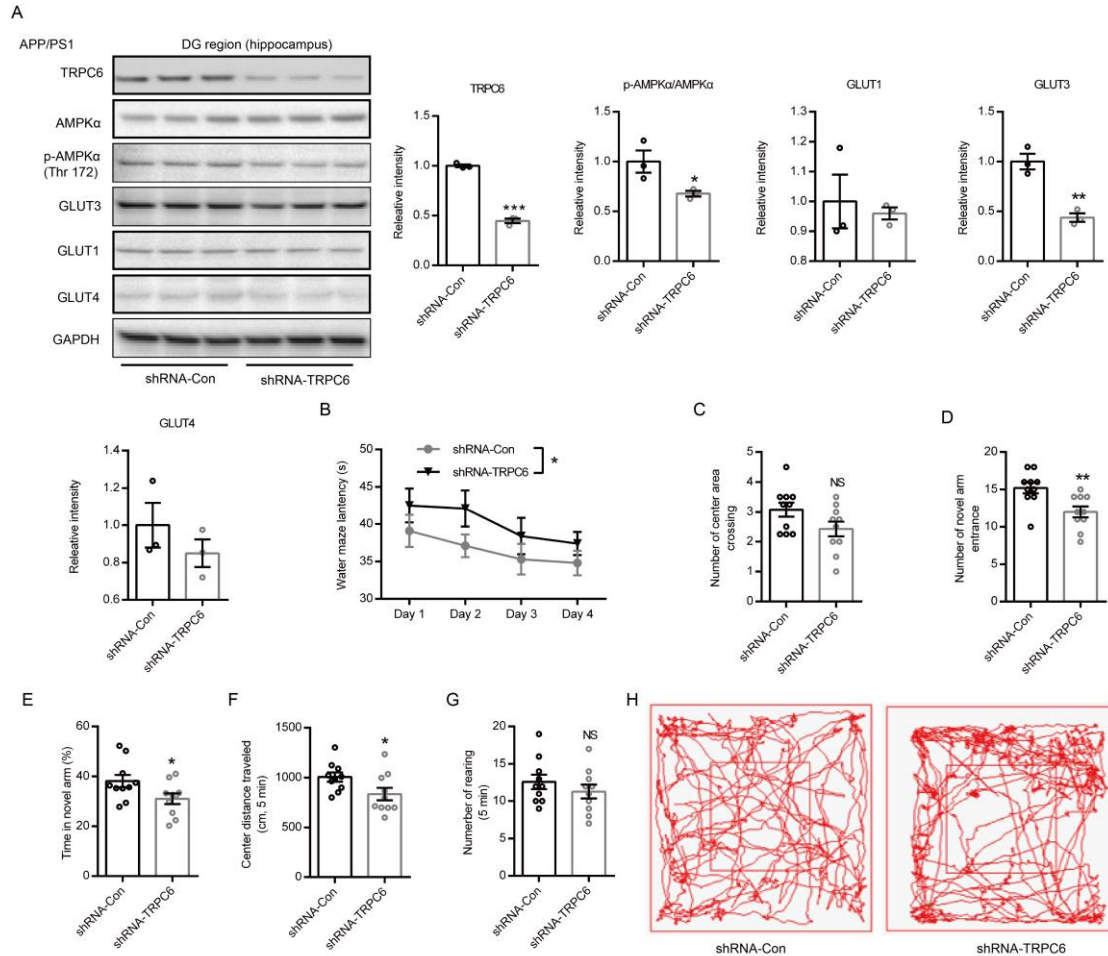 A
APP/PS1
DG region (hippocampus)
TRPC6
AMPKα
p-AMPKα
(Thr 172)
GLUT3
GLUT1
GLUT4
GAPDH
shRNA-Con
shRNA-TRPC6
TRPC6
Releative intensity
1.5
1.0
0.5
0.0
***
shRNA-Con
shRNA-TRPC6
p-AMPKα/AMPKα
Releative intensity
1.5
1.0
0.5
0.0
*
shRNA-Con
shRNA-TRPC6
GLUT1
Releative intensity
1.3
1.2
1.1
1.0
0.9
0.8
shRNA-Con
shRNA-TRPC6
GLUT3
Releative intensity
1.5
1.0
0.5
0.0
**
shRNA-Con
shRNA-TRPC6
GLUT4
Releative intensity
1.4
1.2
1.0
0.8
0.6
shRNA-Con
shRNA-TRPC6
B
Water maze lantency (s)
50
45
40
35
30
shRNA-Con
shRNA-TRPC6
*
Day 1 Day 2 Day 3 Day 4
C
Number of center area
crossing
5
4
3
2
1
0
NS
shRNA-Con
shRNA-TRPC6
D
Number of novel arm
entrance
20
15
10
5
0
**
shRNA-Con
shRNA-TRPC6
E
Time in novel arm (%)
60
40
20
0
*
shRNA-Con
shRNA-TRPC6
F
Center distance traveled
(cm, 5 min)
1500
1000
500
0
*
shRNA-Con
shRNA-TRPC6
G
Numerber of rearing
(5 min)
20
15
10
5
0
NS
shRNA-Con
shRNA-TRPC6
H
shRNA-Con
shRNA-TRPC6